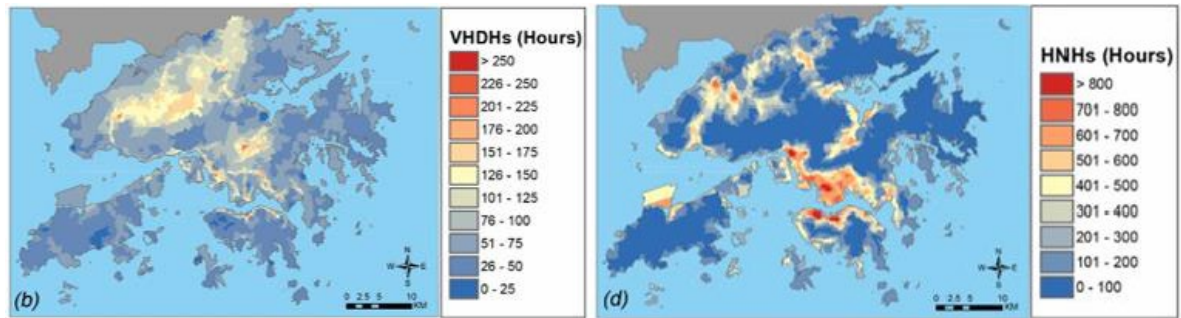 VHDHs (Hours)
> 250
226 - 250
201 - 225
176 - 200
151 - 175
126 - 150
101 - 125
76 - 100
51 - 75
26 - 50
0 - 25
N
W E
S
0 2.5 5 10
KM
(b)
HNHs (Hours)
> 800
701 - 800
601 - 700
501 - 600
401 - 500
301 - 400
201 - 300
101 - 200
0 - 100
N
W E
S
0 2.5 5 10
KM
(d)